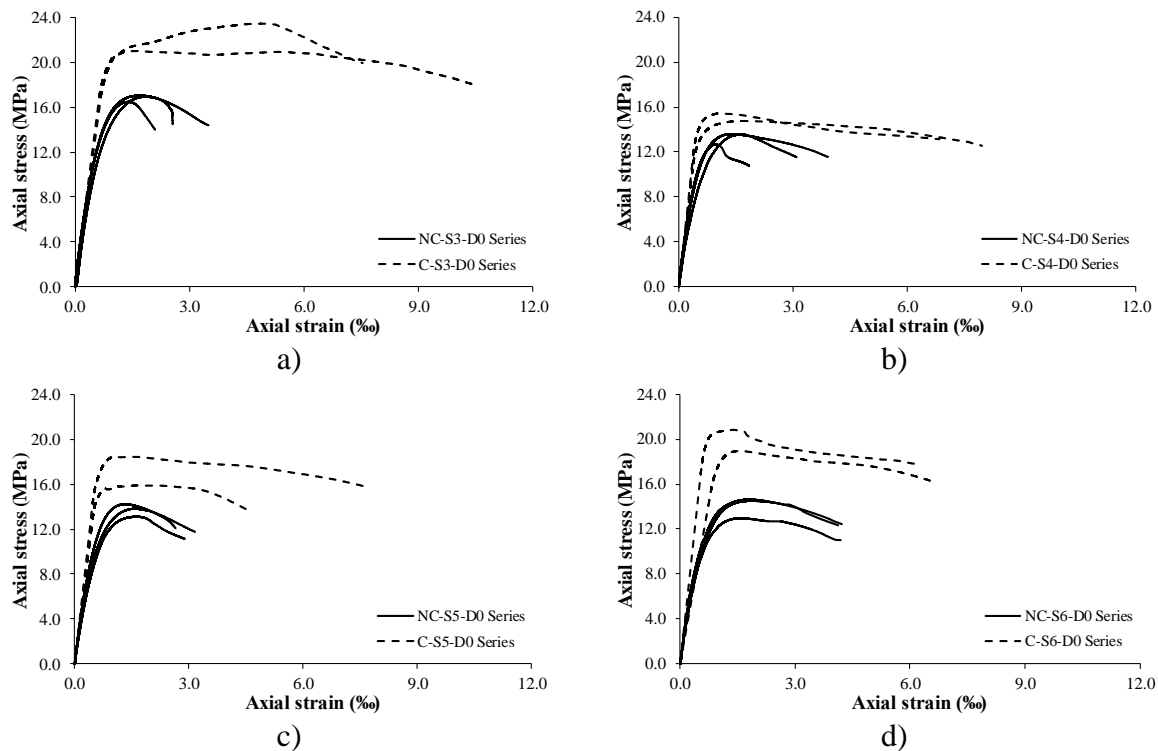 24.0
20.0
16.0
12.0
8.0
4.0
0.0
Axial stress (MPa)
NC-S3-D0 Series
C-S3-D0 Series
0.0 3.0 6.0 9.0 12.0
Axial strain (‰)
a)
24.0
20.0
16.0
12.0
8.0
4.0
0.0
Axial stress (MPa)
NC-S4-D0 Series
C-S4-D0 Series
0.0 3.0 6.0 9.0 12.0
Axial strain (‰)
b)
24.0
20.0
16.0
12.0
8.0
4.0
0.0
Axial stress (MPa)
NC-S5-D0 Series
C-S5-D0 Series
0.0 3.0 6.0 9.0 12.0
Axial strain (‰)
c)
24.0
20.0
16.0
12.0
8.0
4.0
0.0
Axial stress (MPa)
NC-S6-D0 Series
C-S6-D0 Series
0.0 3.0 6.0 9.0 12.0
Axial strain (‰)
d)